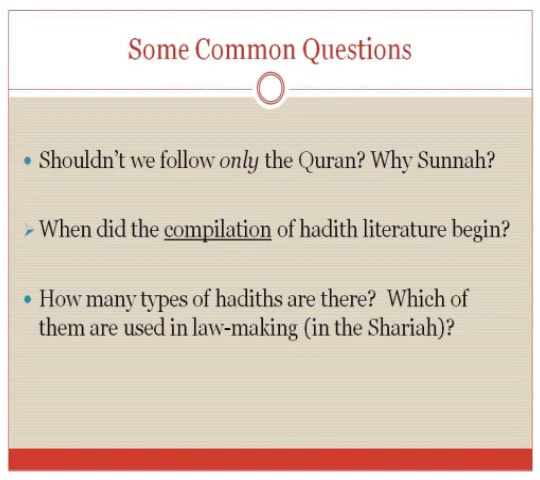 Some Common Questions
• Shouldn't we follow only the Quran? Why Sunnah?
➢ When did the compilation of hadith literature begin?
• How many types of hadiths are there?  Which of
them are used in law-making (in the Shariah)?